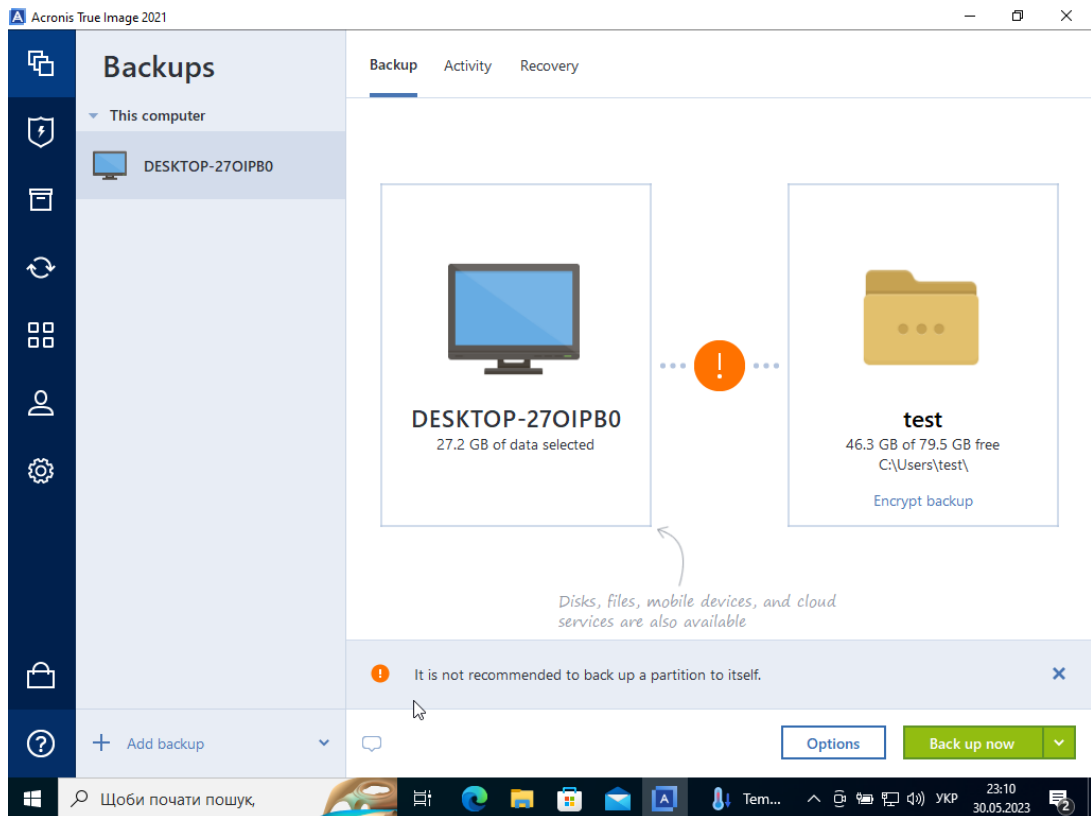 Acronis True Image 2021
Backups
This computer
DESKTOP-27OIPB0
Backup Activity Recovery
DESKTOP-27OIPB0
27.2 GB of data selected
test
46.3 GB of 79.5 GB free
C:\Users\test\
Encrypt backup
Disks, files, mobile devices, and cloud
services are also available
It is not recommended to back up a partition to itself.
Add backup
Options
Back up now
Щоби почати пошук,
Tem...
УКР
23:10
30.05.2023
2